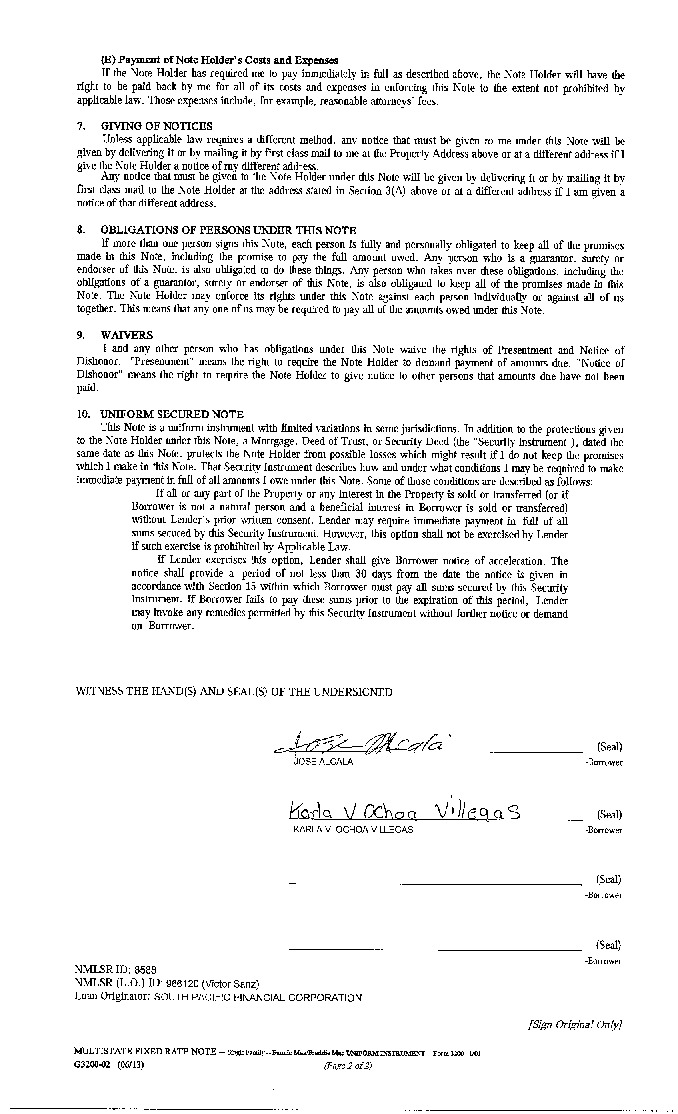 (E) Payment of Note Holder's Costs and Expenses
If the Note Holder has required me to pay immediately in full as described above, the Note Holder will have the
right to be paid back by me for all of its costs and expenses in enforcing this Note to the extent not prohibited by
applicable law. Those expenses include, for example, reasonable attorneys' fees.
7. GIVING OF NOTICES
Unless applicable law requires a different method, any notice that must be given to me under this Note will be
given by delivering it or by mailing it by first class mail to me at the Property Address above or at a different address if I
give the Note Holder a notice of my different address.
Any notice that must be given to the Note Holder under this Note will be given by delivering it or by mailing it by
first class mail to the Note Holder at the address stated in Section 3(A) above or at a different address if I am given a
notice of that different address.
8. OBLIGATIONS OF PERSONS UNDER THIS NOTE
If more than one person signs this Note, each person is fully and personally obligated to keep all of the promises
made in this Note, including the promise to pay the full amount owed. Any person who is a guarantor, surety or
endorser of this Note, is also obligated to do these things. Any person who takes over these obligations, including the
obligations of a guarantor, surety or endorser of this Note, is also obligated to keep all of the promises made in this
Note. The Note Holder may enforce its rights under this Note against each person individually or against all of us
together. This means that any one of us may be required to pay all of the amounts owed under this Note.
9. WAIVERS
I and any other person who has obligations under this Note waive the rights of Presentment and Notice of
Dishonor. "Presentment" means the right to require the Note Holder to demand payment of amounts due. "Notice of
Dishonor" means the right to require the Note Holder to give notice to other persons that amounts due have not been
paid.
10. UNIFORM SECURED NOTE
This Note is a uniform instrument with limited variations in some jurisdictions. In addition to the protections given
to the Note Holder under this Note, a Mortgage, Deed of Trust, or Security Deed (the "Security Instrument"), dated the
same date as this Note, protects the Note Holder from possible losses which might result if I do not keep the promises
which I make in this Note. That Security Instrument describes how and under what conditions I may be required to make
immediate payment in full of all amounts I owe under this Note. Some of those conditions are described as follows:
If all or any part of the Property or any Interest in the Property is sold or transferred (or if
Borrower is not a natural person and a beneficial interest in Borrower is sold or transferred)
without Lender's prior written consent, Lender may require immediate payment in full of all
sums secured by this Security Instrument. However, this option shall not be exercised by Lender
if such exercise is prohibited by Applicable Law.
If Lender exercises this option, Lender shall give Borrower notice of acceleration. The
notice shall provide a period of not less than 30 days from the date the notice is given in
accordance with Section 15 within which Borrower must pay all sums secured by this Security
Instrument. If Borrower fails to pay these sums prior to the expiration of this period, Lender
may invoke any remedies permitted by this Security Instrument without further notice or demand
on Borrower.
WITNESS THE HAND(S) AND SEAL(S) OF THE UNDERSIGNED
Jose Alcala (Seal)
JOSE ALCALA -Borrower
Karla V Ochoa Villegas (Seal)
KARLA V. OCHOA VILLEGAS -Borrower
(Seal)
-Borrower
(Seal)
-Borrower
NMLSR ID: 8588
NMLSR (L.O.) ID: 986120 (Victor Sanz)
Loan Originator: SOUTH PACIFIC FINANCIAL CORPORATION
[Sign Original Only]
MULTISTATE FIXED RATE NOTE -- Single Family -- Fannie Mae/Freddie Mac UNIFORM INSTRUMENT Form 3200 1/01
G3200-02 (06/13) (Page 2 of 2)